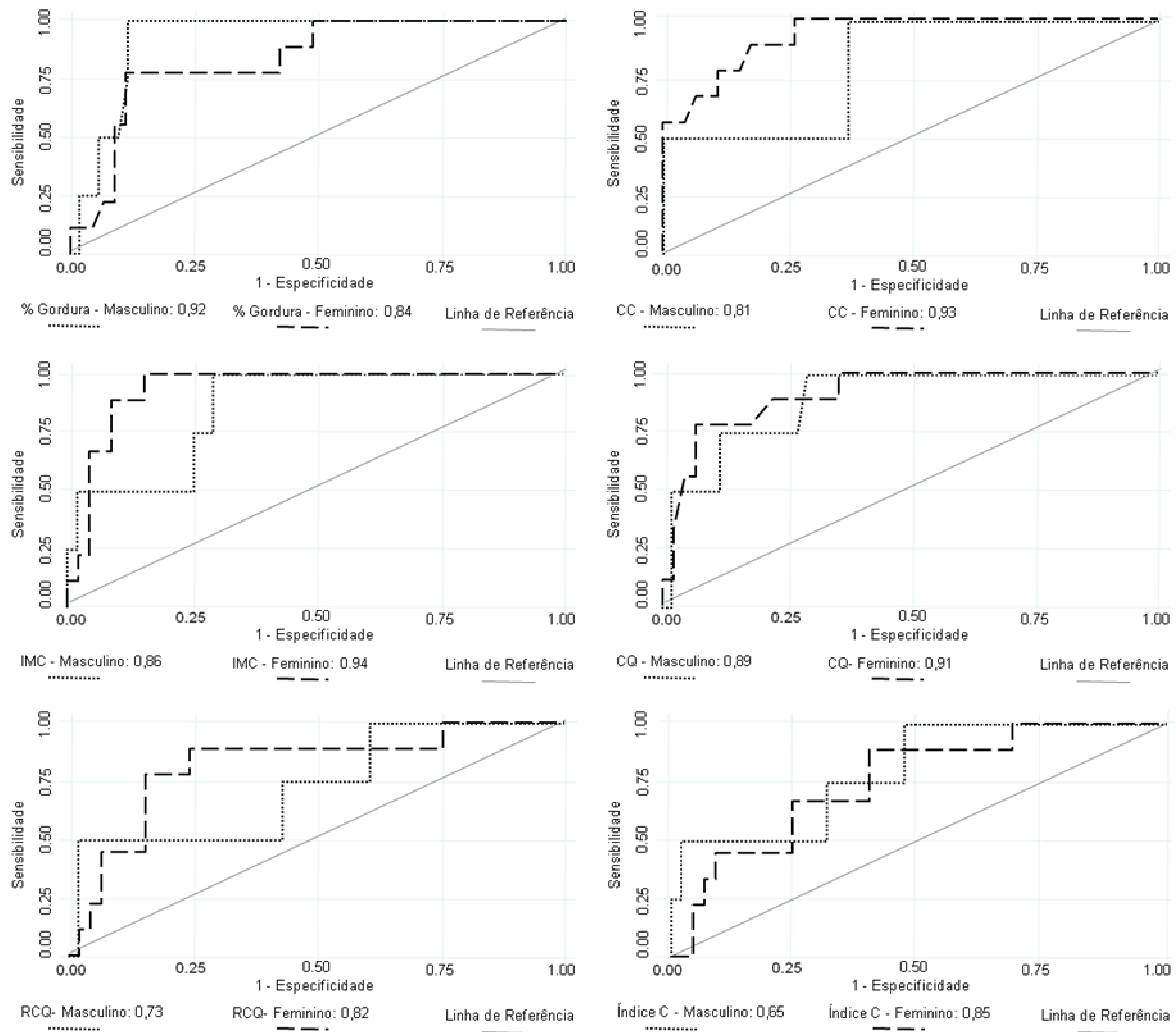 1.00
0.75
0.50
0.25
0.00
Sensibilidade
0.00 0.25 0.50 0.75 1.00
1 - Especificidade
% Gordura - Masculino: 0,92 % Gordura - Feminino: 0,84 Linha de Referência
1.00
0.75
0.50
0.25
0.00
Sensibilidade
0.00 0.25 0.50 0.75 1.00
1 - Especificidade
CC - Masculino: 0,81 CC - Feminino: 0,93 Linha de Referência
1.00
0.75
0.50
0.25
0.00
Sensibilidade
0.00 0.25 0.50 0.75 1.00
1 - Especificidade
IMC - Masculino: 0,86 IMC - Feminino: 0.94 Linha de Referência
1.00
0.75
0.50
0.25
0.00
Sensibilidade
0.00 0.25 0.50 0.75 1.00
1 - Especificidade
CQ - Masculino: 0,89 CQ- Feminino: 0,91 Linha de Referência
1.00
0.75
0.50
0.25
0.00
Sensibilidade
0.00 0.25 0.50 0.75 1.00
1 - Especificidade
RCQ- Masculino: 0,73 RCQ- Feminino: 0,82 Linha de Referência
1.00
0.75
0.50
0.25
0.00
Sensibilidade
0.00 0.25 0.50 0.75 1.00
1 - Especificidade
Índice C - Masculino: 0,65 Índice C - Feminino: 0,85 Linha de Referência